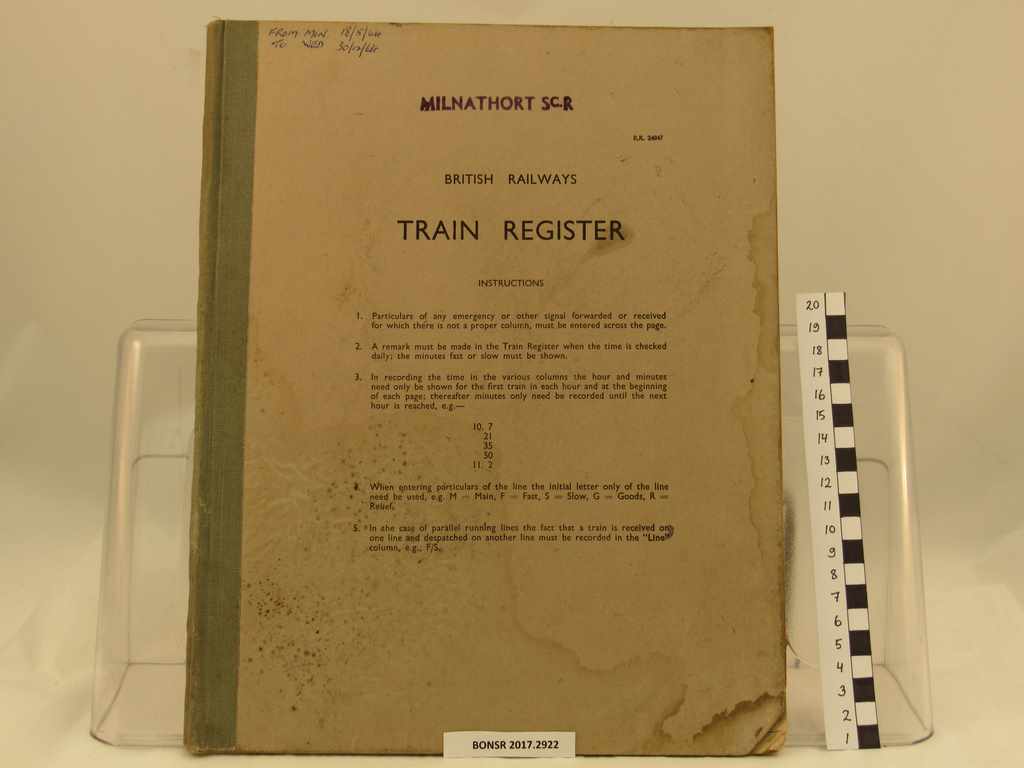 FROM MON 18/5/64
TO WED 30/12/64
MILNATHORT SC.R
B.R. 24947
BRITISH RAILWAYS
TRAIN REGISTER
INSTRUCTIONS
1. Particulars of any emergency or other signal forwarded or received
for which there is not a proper column, must be entered across the page.
2. A remark must be made in the Train Register when the time is checked
daily; the minutes fast or slow must be shown.
3. In recording the time in the various columns the hour and minutes
need only be shown for the first train in each hour and at the beginning
of each page; thereafter minutes only need be recorded until the next
hour is reached, e.g.—
10. 7
21
35
50
11. 2
4. When entering particulars of the line the initial letter only of the line
need be used, e.g. M = Main, F = Fast, S = Slow, G = Goods, R =
Relief.
5. In the case of parallel running lines the fact that a train is received on
one line and despatched on another line must be recorded in the "Line"
column, e.g., F/S.
BONSR 2017.2922
20
19
18
17
16
15
14
13
12
11
10
9
8
7
6
5
4
3
2
1